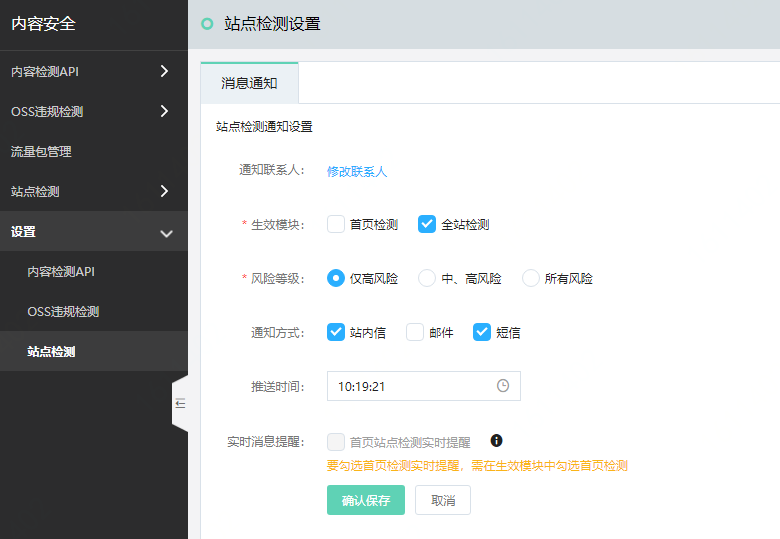 内容安全
站点检测设置
内容检测API
OSS违规检测
流量包管理
站点检测
设置
内容检测API
OSS违规检测
站点检测
消息通知
站点检测通知设置
通知联系人： 修改联系人
* 生效模块： 首页检测 全站检测
* 风险等级： 仅高风险 中、高风险 所有风险
通知方式： 站内信 邮件 短信
推送时间： 10:19:21
实时消息提醒： 首页站点检测实时提醒
要勾选首页检测实时提醒，需在生效模块中勾选首页检测
确认保存 取消